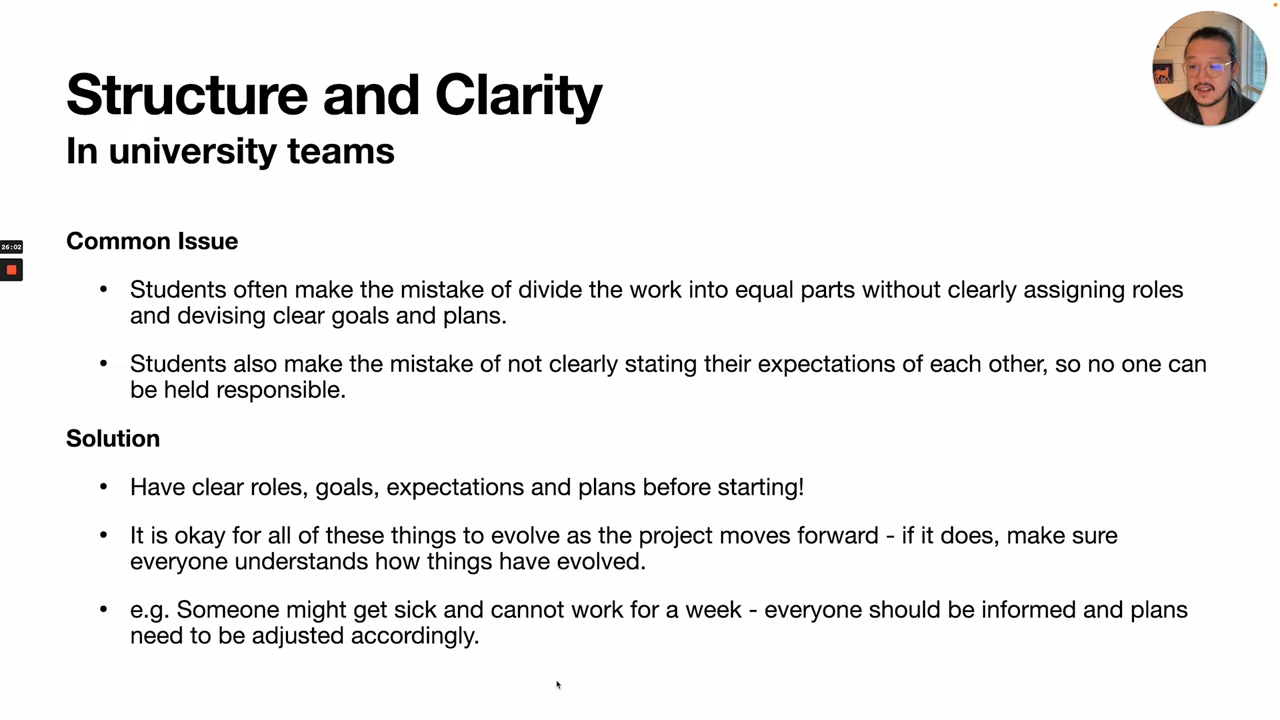 Structure and Clarity
In university teams
26:02
Common Issue
• Students often make the mistake of divide the work into equal parts without clearly assigning roles
and devising clear goals and plans.
• Students also make the mistake of not clearly stating their expectations of each other, so no one can
be held responsible.
Solution
• Have clear roles, goals, expectations and plans before starting!
• It is okay for all of these things to evolve as the project moves forward - if it does, make sure
everyone understands how things have evolved.
• e.g. Someone might get sick and cannot work for a week - everyone should be informed and plans
need to be adjusted accordingly.